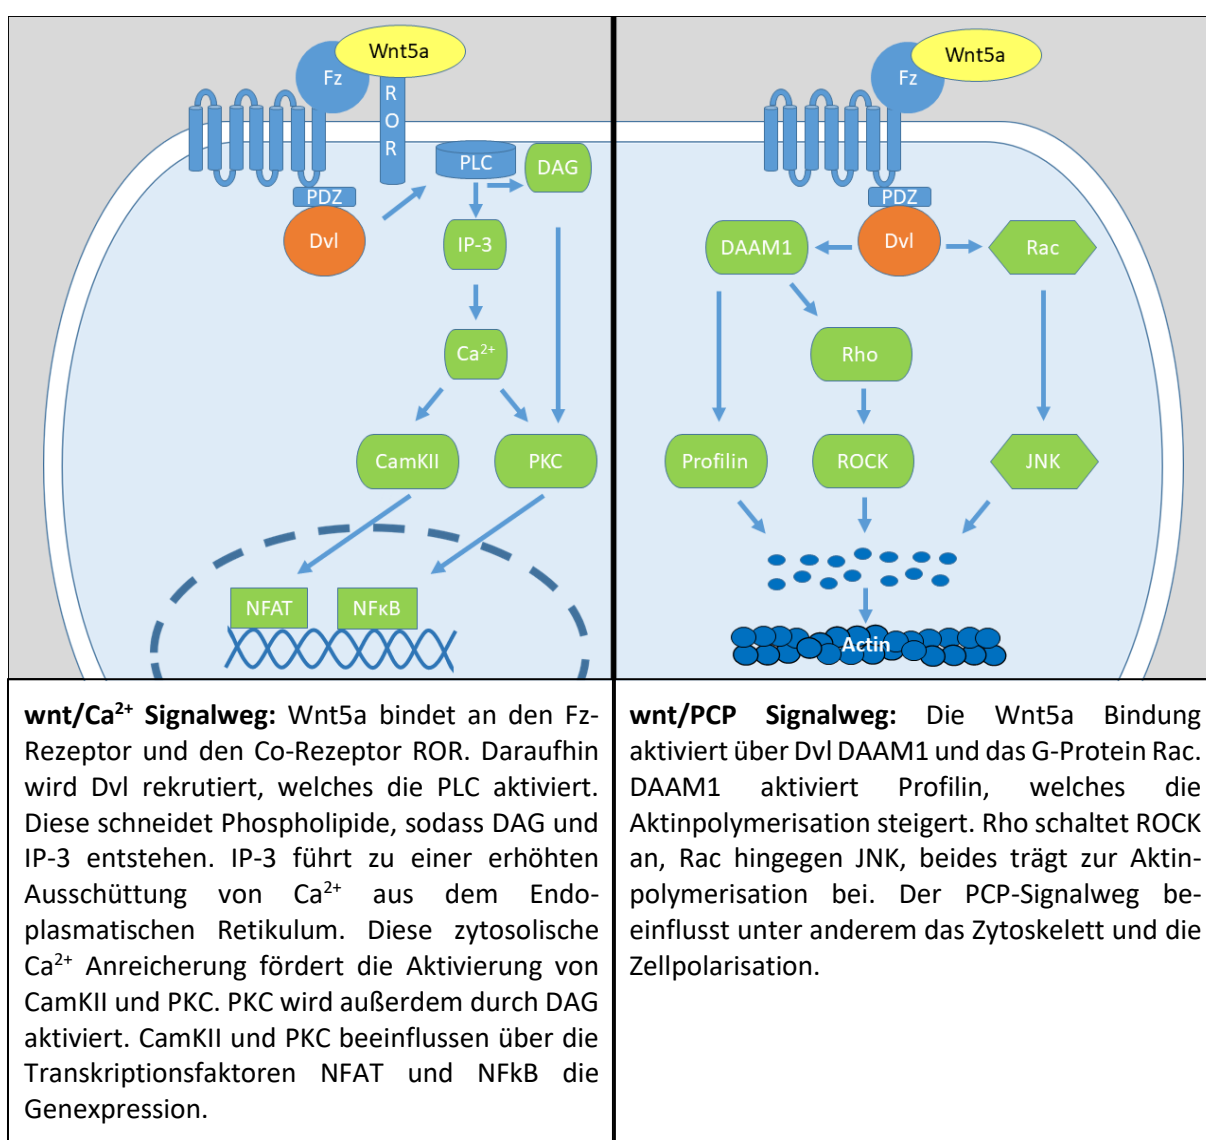 Wnt5a
Fz
R
O
R
PLC
DAG
PDZ
Dvl
IP-3
Ca²⁺
CamKII
PKC
NFAT
NFκB
Wnt5a
Fz
PDZ
DAAM1
Dvl
Rac
Rho
Profilin
ROCK
JNK
Actin
wnt/Ca²⁺ Signalweg: Wnt5a bindet an den Fz-
Rezeptor und den Co-Rezeptor ROR. Daraufhin
wird Dvl rekrutiert, welches die PLC aktiviert.
Diese schneidet Phospholipide, sodass DAG und
IP-3 entstehen. IP-3 führt zu einer erhöhten
Ausschüttung von Ca²⁺ aus dem Endo-
plasmatischen Retikulum. Diese zytosolische
Ca²⁺ Anreicherung fördert die Aktivierung von
CamKII und PKC. PKC wird außerdem durch DAG
aktiviert. CamKII und PKC beeinflussen über die
Transkriptionsfaktoren NFAT und NFkB die
Genexpression.
wnt/PCP Signalweg: Die Wnt5a Bindung
aktiviert über Dvl DAAM1 und das G-Protein Rac.
DAAM1 aktiviert Profilin, welches die
Aktinpolymerisation steigert. Rho schaltet ROCK
an, Rac hingegen JNK, beides trägt zur Aktin-
polymerisation bei. Der PCP-Signalweg be-
einflusst unter anderem das Zytoskelett und die
Zellpolarisation.